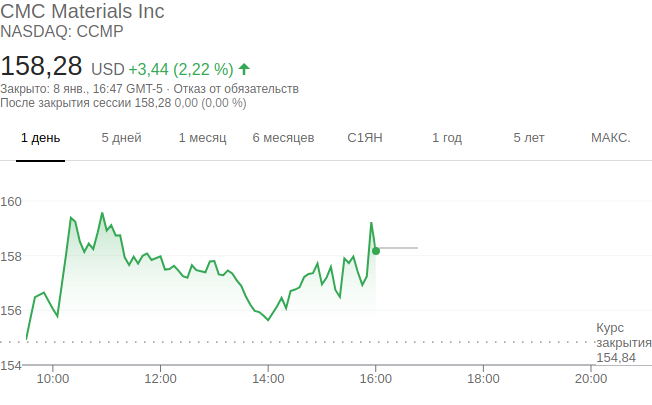 CMC Materials Inc
NASDAQ: CCMP
158,28 USD +3,44 (2,22 %)
Закрыто: 8 янв., 16:47 GMT-5 · Отказ от обязательств
После закрытия сессии 158,28 0,00 (0,00 %)
1 день 5 дней 1 месяц 6 месяцев С1ЯН 1 год 5 лет МАКС.
160
158
156
Курс
закрытия
154,84
154
10:00 12:00 14:00 16:00 18:00 20:00